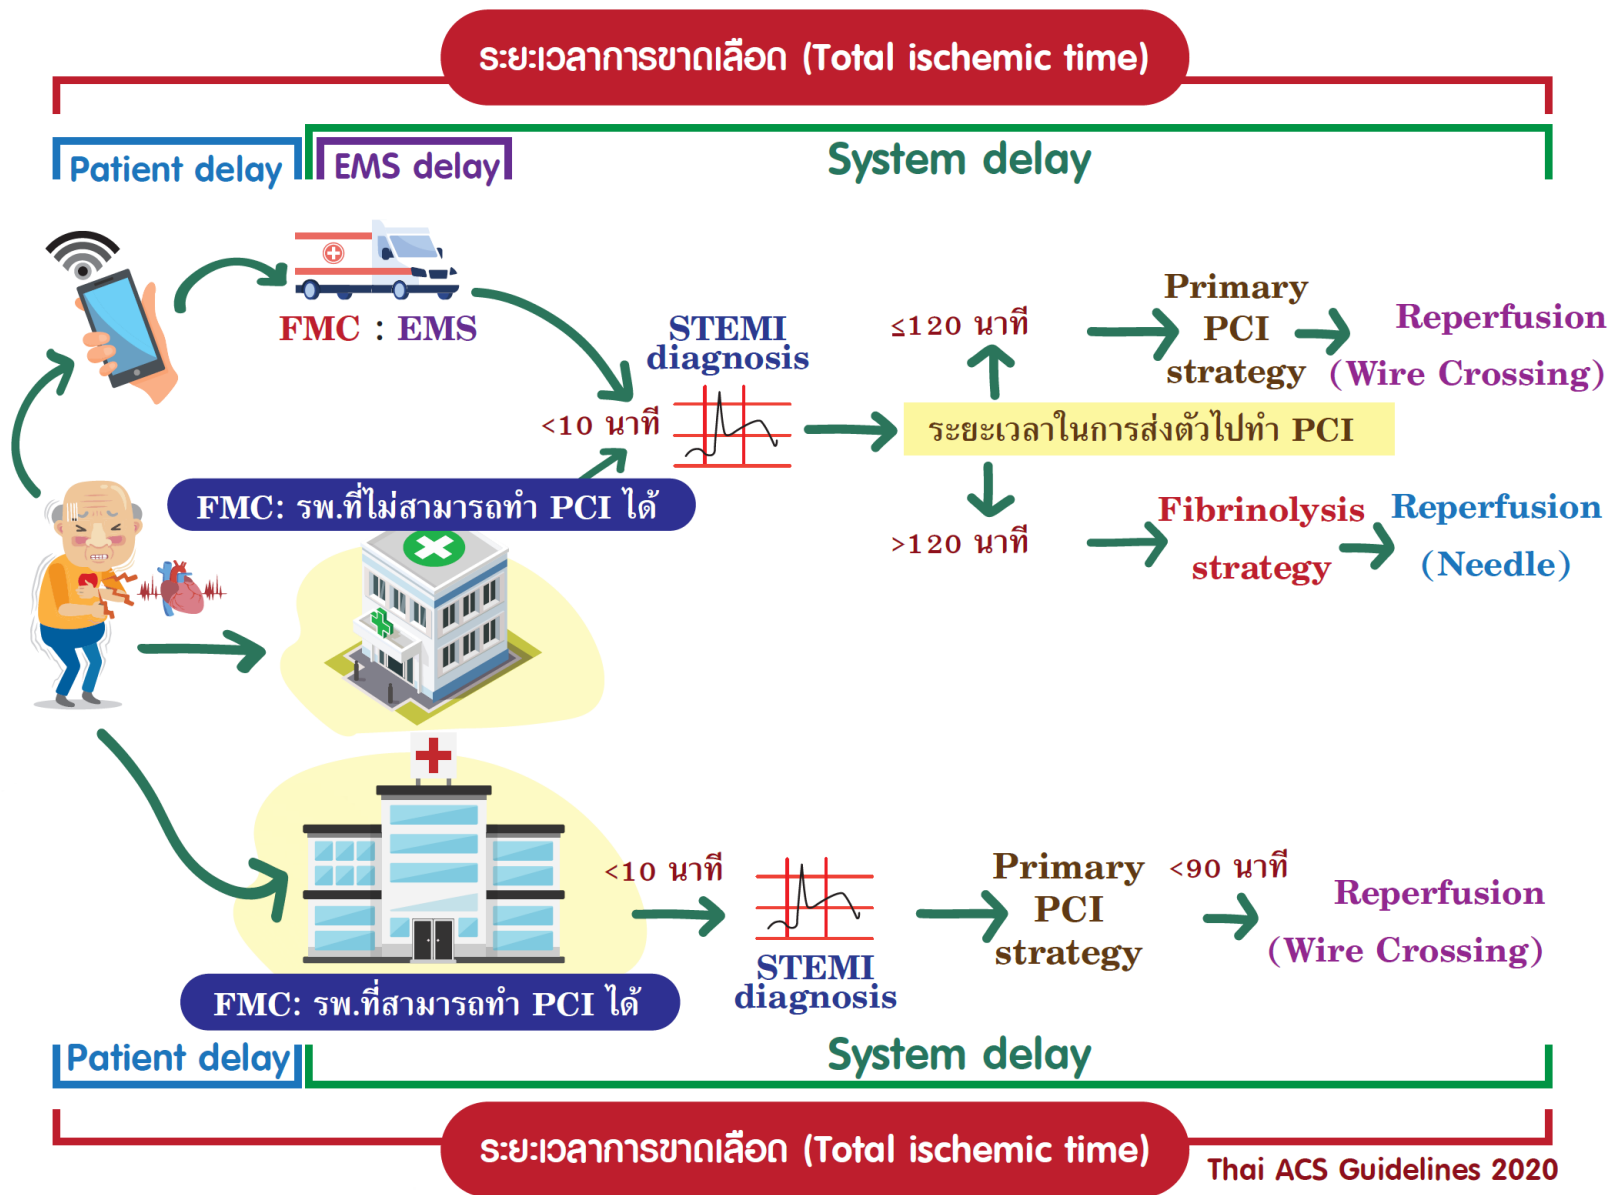 ระยะเวลาการขาดเลือด (Total ischemic time)
Patient delay
EMS delay
System delay
FMC : EMS
STEMI
diagnosis
<10 นาที
≤120 นาที
Primary
PCI
strategy
Reperfusion
(Wire Crossing)
ระยะเวลาในการส่งตัวไปทำ PCI
>120 นาที
Fibrinolysis
strategy
Reperfusion
(Needle)
FMC: รพ.ที่ไม่สามารถทำ PCI ได้
<10 นาที
STEMI
diagnosis
Primary
PCI
strategy
<90 นาที
Reperfusion
(Wire Crossing)
FMC: รพ.ที่สามารถทำ PCI ได้
Patient delay
System delay
ระยะเวลาการขาดเลือด (Total ischemic time)
Thai ACS Guidelines 2020